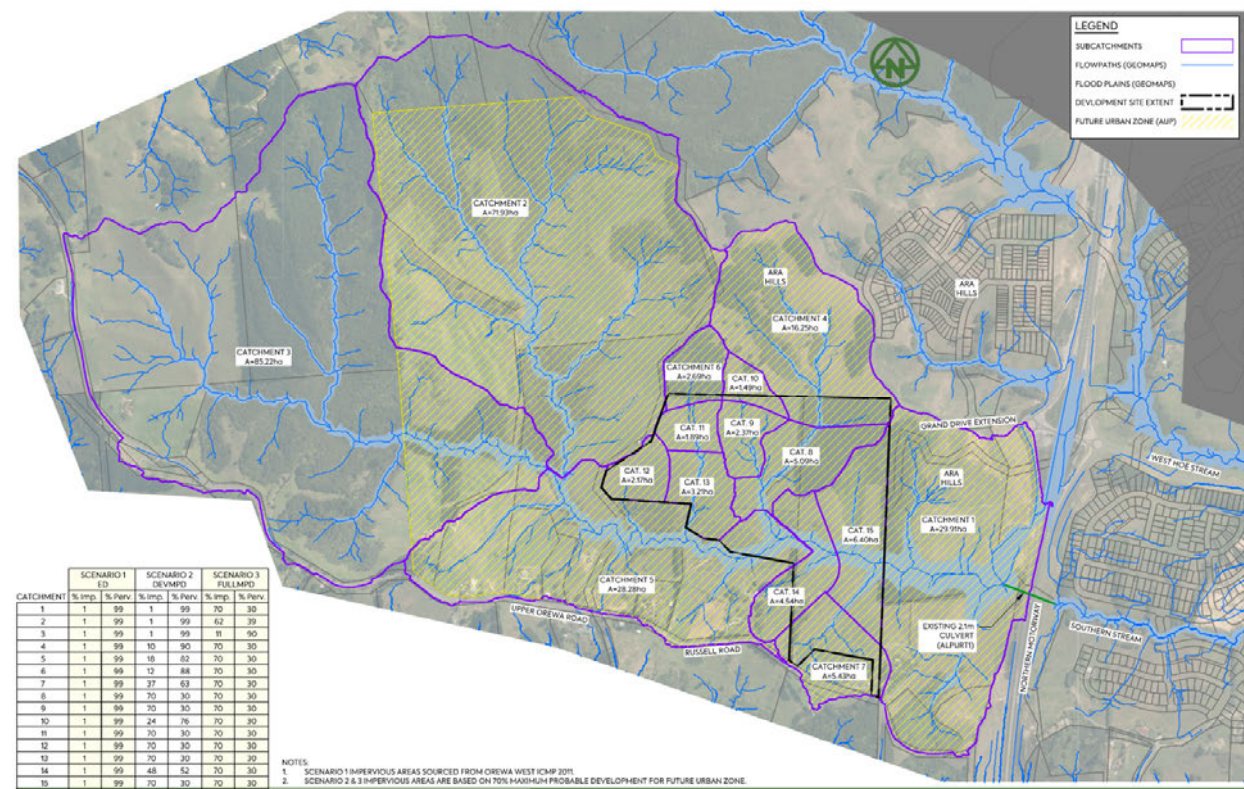 LEGEND
SUBCATCHMENTS
FLOWPATHS (GEOMAPS)
FLOOD PLAINS (GEOMAPS)
DEVLOPMENT SITE EXTENT
FUTURE URBAN ZONE (AUP)
N
CATCHMENT 2
A=71.93ha
ARA
HILLS
CATCHMENT 4
A=16.25ha
ARA
HILLS
CATCHMENT 3
A=85.22ha
CATCHMENT 6
A=2.69ha
CAT. 10
A=1.49ha
CAT. 11
A=1.89ha
CAT. 9
A=2.37ha
GRAND DRIVE EXTENSION
CAT. 8
A=5.09ha
WEST HOE STREAM
CAT. 12
A=2.17ha
CAT. 13
A=3.21ha
ARA
HILLS
CATCHMENT 1
A=29.91ha
CAT. 15
A=6.40ha
CATCHMENT 5
A=28.28ha
CAT. 14
A=4.54ha
UPPER OREWA ROAD
RUSSELL ROAD
EXISTING 2.1m
CULVERT
(ALPURT1)
NORTHERN MOTORWAY
SOUTHERN STREAM
CATCHMENT 7
A=5.43ha
SCENARIO 1 SCENARIO 2 SCENARIO 3
ED DEVMPD FULLMPD
CATCHMENT % Imp. % Perv. % Imp. % Perv. % Imp. % Perv.
1 1 99 1 99 70 30
2 1 99 1 99 62 39
3 1 99 1 99 11 90
4 1 99 10 90 70 30
5 1 99 18 82 70 30
6 1 99 12 88 70 30
7 1 99 37 63 70 30
8 1 99 70 30 70 30
9 1 99 70 30 70 30
10 1 99 24 76 70 30
11 1 99 70 30 70 30
12 1 99 70 30 70 30
13 1 99 70 30 70 30
14 1 99 48 52 70 30
15 1 99 70 30 70 30
NOTES:
1. SCENARIO 1 IMPERVIOUS AREAS SOURCED FROM OREWA WEST ICMP 2011.
2. SCENARIO 2 & 3 IMPERVIOUS AREAS ARE BASED ON 70% MAXIMUM PROBABLE DEVELOPMENT FOR FUTURE URBAN ZONE.